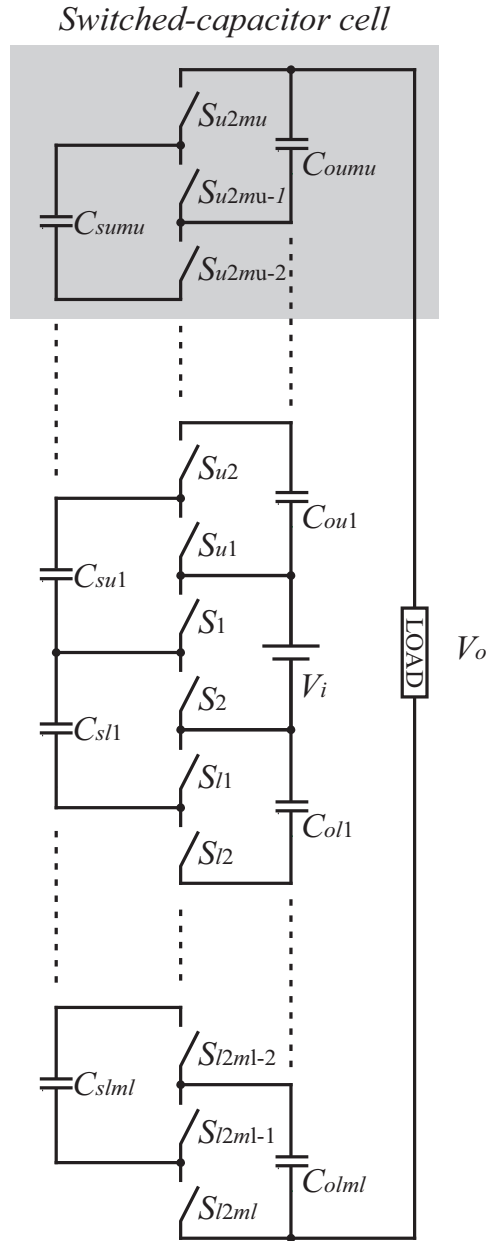 Switched-capacitor cell
Su2mu
Coumu
Su2mu-1
Csumu
Su2mu-2
Su2
Cou1
Su1
Csu1
S1
LOAD
Vo
Vi
S2
Csl1
Sl1
Col1
Sl2
Sl2ml-2
Cslml
Sl2ml-1
Colml
Sl2ml